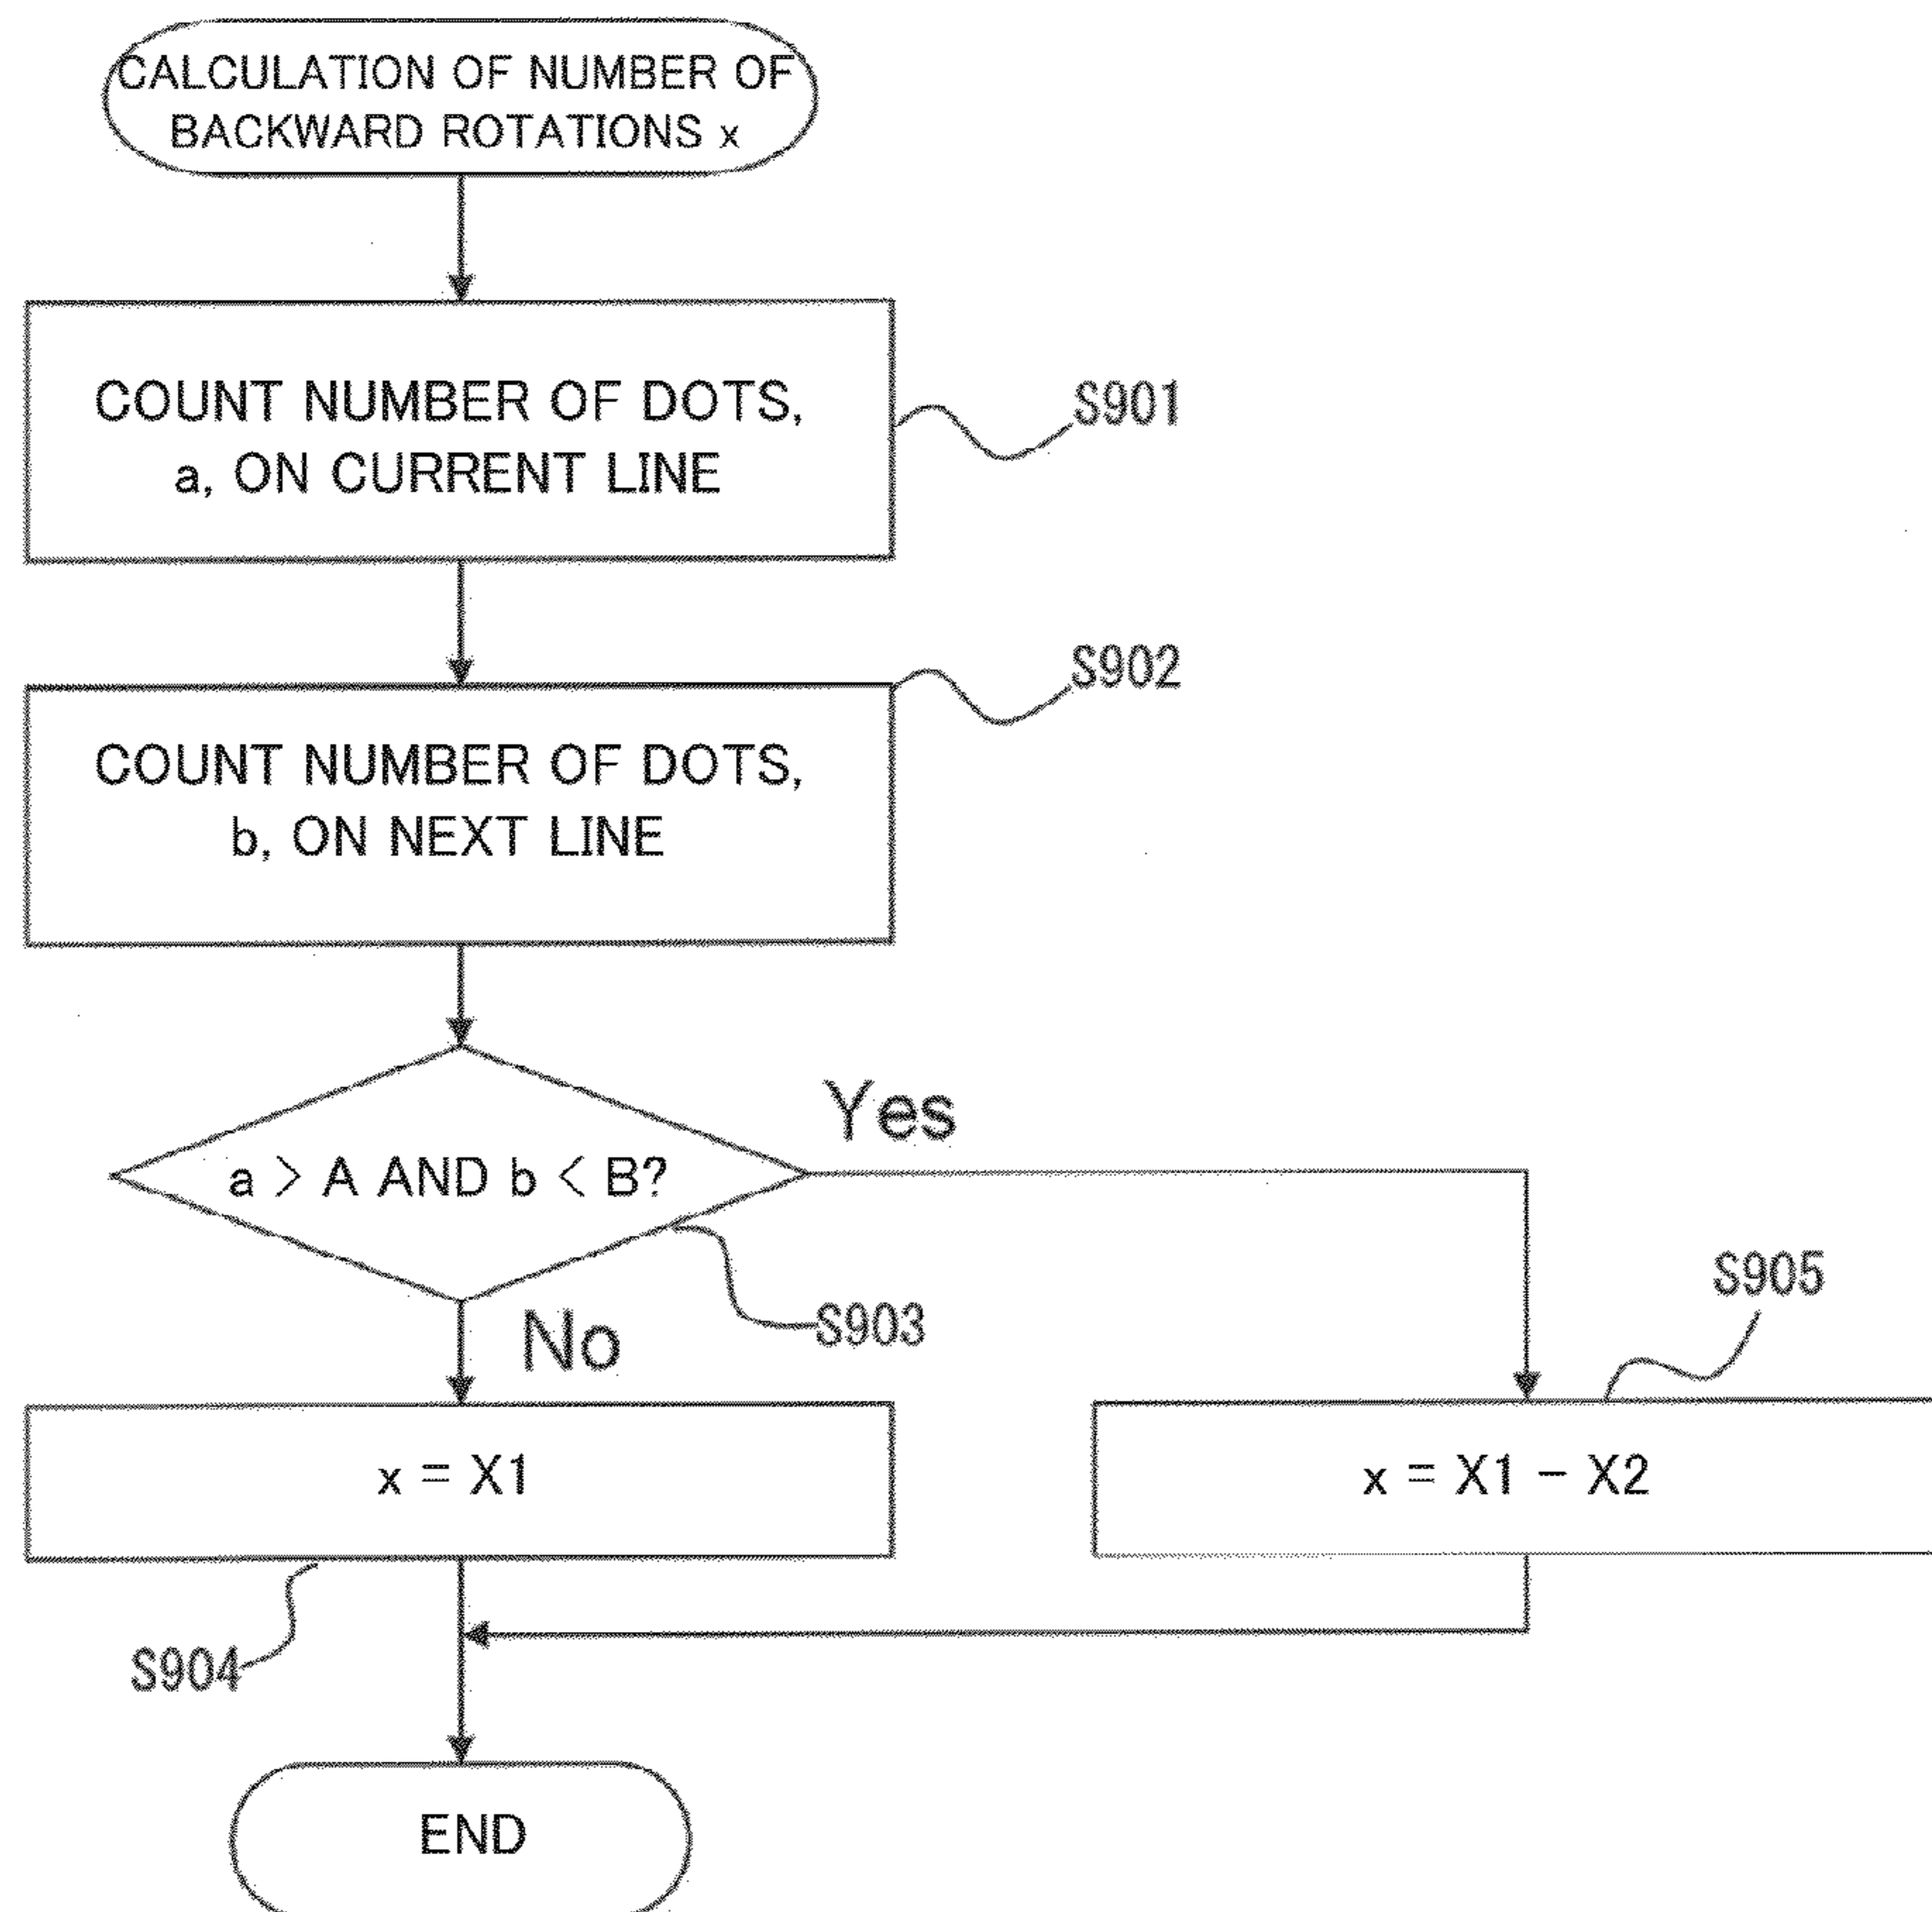 CALCULATION OF NUMBER OF
BACKWARD ROTATIONS x
COUNT NUMBER OF DOTS,
a, ON CURRENT LINE
S901
S902
COUNT NUMBER OF DOTS,
b, ON NEXT LINE
Yes
a > A AND b < B?
S903
No
S905
x = X1
x = X1 − X2
S904
END